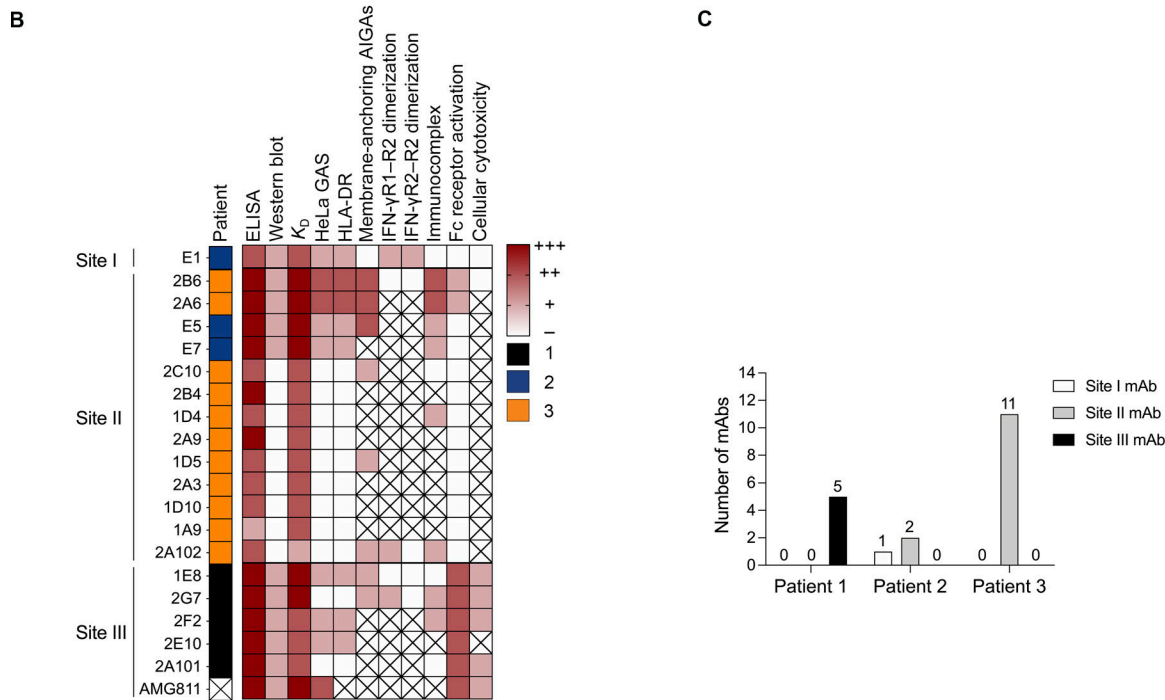 B
Patient
ELISA
Western blot
KD
HeLa GAS
HLA-DR
Membrane-anchoring AIGAs
IFN-γR1–R2 dimerization
IFN-γR2–R2 dimerization
Immunocomplex
Fc receptor activation
Cellular cytotoxicity
Site I
E1
Site II
2B6
2A6
E5
E7
2C10
2B4
1D4
2A9
1D5
2A3
1D10
1A9
2A102
Site III
1E8
2G7
2F2
2E10
2A101
AMG811
+++
++
+
–
1
2
3
C
Number of mAbs
14
12
10
8
6
4
2
0
0 0 5
1 2 0
0 11 0
Patient 1 Patient 2 Patient 3
Site I mAb
Site II mAb
Site III mAb